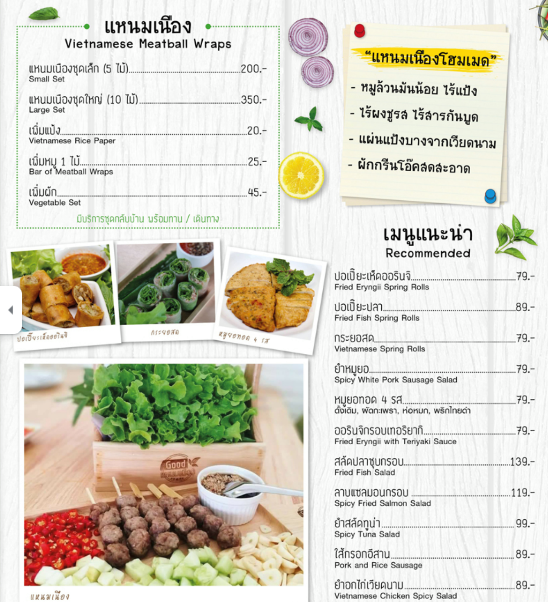 แหนมเนือง
Vietnamese Meatball Wraps
แหนมเนืองชุดเล็ก (5 ไม้)..........200.-
Small Set
แหนมเนืองชุดใหญ่ (10 ไม้)..........350.-
Large Set
เพิ่มแป้ง..........20.-
Vietnamese Rice Paper
เพิ่มหมู 1 ไม้..........25.-
Bar of Meatball Wraps
เพิ่มผัก..........45.-
Vegetable Set
มีบริการชุดกลับบ้าน พร้อมทาน / เดินทาง
"แหนมเนืองโฮมเมด"
- หมูล้วนมันน้อย ไร้แป้ง
- ไร้ผงชูรส ไร้สารกันบูด
- แผ่นแป้งบางจากเวียดนาม
- ผักกรีนโอ๊คสดสะอาด
ปอเปี๊ยะเห็ดออรินจิ
กระยอสด
หมูยอทอด 4 รส
Good
แหนมเนือง
เมนูแนะนำ
Recommended
ปอเปี๊ยะเห็ดออรินจิ..........79.-
Fried Eryngii Spring Rolls
ปอเปี๊ยะปลา..........89.-
Fried Fish Spring Rolls
กระยอสด..........79.-
Vietnamese Spring Rolls
ยำหมูยอ..........79.-
Spicy White Pork Sausage Salad
หมูยอทอด 4 รส..........79.-
ดั้งเดิม, ผัดกะเพรา, ห่อหมก, พริกไทยดำ
ออรินจิกรอบเทอริยากิ..........79.-
Fried Eryngii with Teriyaki Sauce
สลัดปลาชุบกรอบ..........139.-
Fried Fish Salad
ลาบแซลมอนกรอบ..........119.-
Spicy Fried Salmon Salad
ยำสลัดทูน่า..........99.-
Spicy Tuna Salad
ไส้กรอกอีสาน..........89.-
Pork and Rice Sausage
ยำอกไก่เวียดนาม..........89.-
Vietnamese Chicken Spicy Salad